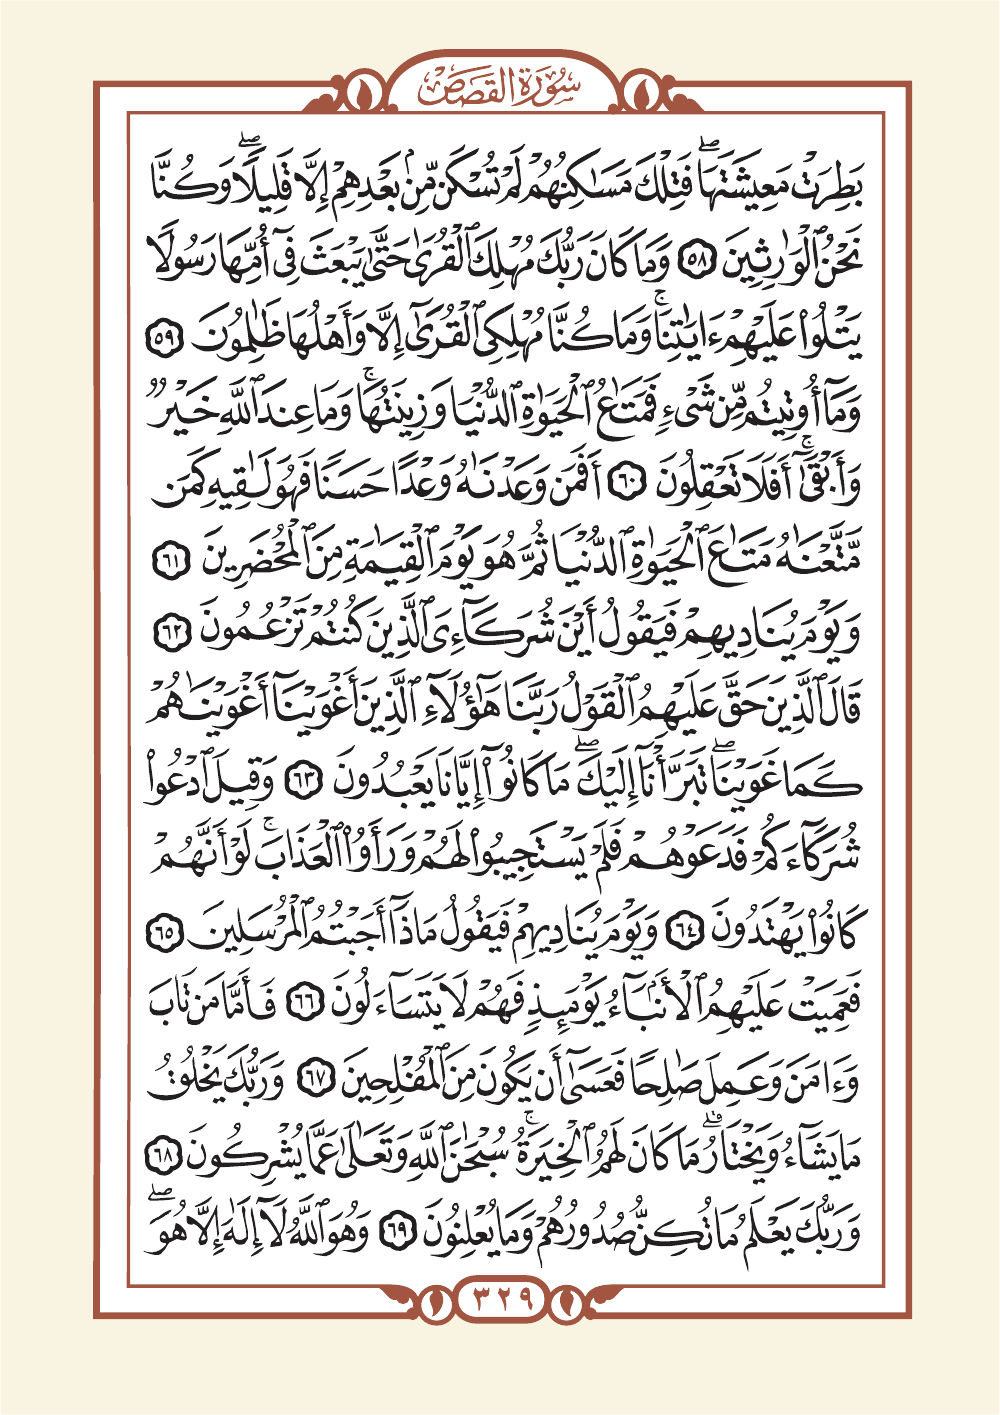 سُورَةُ القَصَصِ
بَطِرَتْ مَعِيشَتَهَاۖ فَتِلْكَ مَسَٰكِنُهُمْ لَمْ تُسْكَن مِّنۢ بَعْدِهِمْ إِلَّا قَلِيلًاۖ وَكُنَّا
نَحْنُ ٱلْوَٰرِثِينَ ٥٨ وَمَا كَانَ رَبُّكَ مُهْلِكَ ٱلْقُرَىٰ حَتَّىٰ يَبْعَثَ فِىٓ أُمِّهَا رَسُولًا
يَتْلُوا۟ عَلَيْهِمْ ءَايَٰتِنَاۚ وَمَا كُنَّا مُهْلِكِى ٱلْقُرَىٰٓ إِلَّا وَأَهْلُهَا ظَٰلِمُونَ ٥٩
وَمَآ أُوتِيتُم مِّن شَىْءٍ فَمَتَٰعُ ٱلْحَيَوٰةِ ٱلدُّنْيَا وَزِينَتُهَاۚ وَمَا عِندَ ٱللَّهِ خَيْرٌ
وَأَبْقَىٰٓۚ أَفَلَا تَعْقِلُونَ ٦٠ أَفَمَن وَعَدْنَٰهُ وَعْدًا حَسَنًا فَهُوَ لَٰقِيهِ كَمَن
مَّتَّعْنَٰهُ مَتَٰعَ ٱلْحَيَوٰةِ ٱلدُّنْيَا ثُمَّ هُوَ يَوْمَ ٱلْقِيَٰمَةِ مِنَ ٱلْمُحْضَرِينَ ٦١
وَيَوْمَ يُنَادِيهِمْ فَيَقُولُ أَيْنَ شُرَكَآءِىَ ٱلَّذِينَ كُنتُمْ تَزْعُمُونَ ٦٢
قَالَ ٱلَّذِينَ حَقَّ عَلَيْهِمُ ٱلْقَوْلُ رَبَّنَا هَٰٓؤُلَآءِ ٱلَّذِينَ أَغْوَيْنَآ أَغْوَيْنَٰهُمْ
كَمَا غَوَيْنَاۖ تَبَرَّأْنَآ إِلَيْكَۖ مَا كَانُوٓا۟ إِيَّانَا يَعْبُدُونَ ٦٣ وَقِيلَ ٱدْعُوا۟
شُرَكَآءَكُمْ فَدَعَوْهُمْ فَلَمْ يَسْتَجِيبُوا۟ لَهُمْ وَرَأَوُا۟ ٱلْعَذَابَۚ لَوْ أَنَّهُمْ
كَانُوا۟ يَهْتَدُونَ ٦٤ وَيَوْمَ يُنَادِيهِمْ فَيَقُولُ مَاذَآ أَجَبْتُمُ ٱلْمُرْسَلِينَ ٦٥
فَعَمِيَتْ عَلَيْهِمُ ٱلْأَنۢبَآءُ يَوْمَئِذٍ فَهُمْ لَا يَتَسَآءَلُونَ ٦٦ فَأَمَّا مَن تَابَ
وَءَامَنَ وَعَمِلَ صَٰلِحًا فَعَسَىٰٓ أَن يَكُونَ مِنَ ٱلْمُفْلِحِينَ ٦٧ وَرَبُّكَ يَخْلُقُ
مَا يَشَآءُ وَيَخْتَارُۗ مَا كَانَ لَهُمُ ٱلْخِيَرَةُۚ سُبْحَٰنَ ٱللَّهِ وَتَعَٰلَىٰ عَمَّا يُشْرِكُونَ ٦٨
وَرَبُّكَ يَعْلَمُ مَا تُكِنُّ صُدُورُهُمْ وَمَا يُعْلِنُونَ ٦٩ وَهُوَ ٱللَّهُ لَآ إِلَٰهَ إِلَّا هُوَۖ
٣٢٩